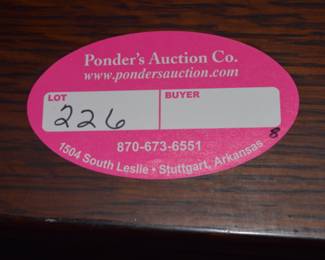 Ponder's Auction Co.
www.pondersauction.com
LOT BUYER
226
8
870-673-6551
1504 South Leslie • Stuttgart, Arkansas